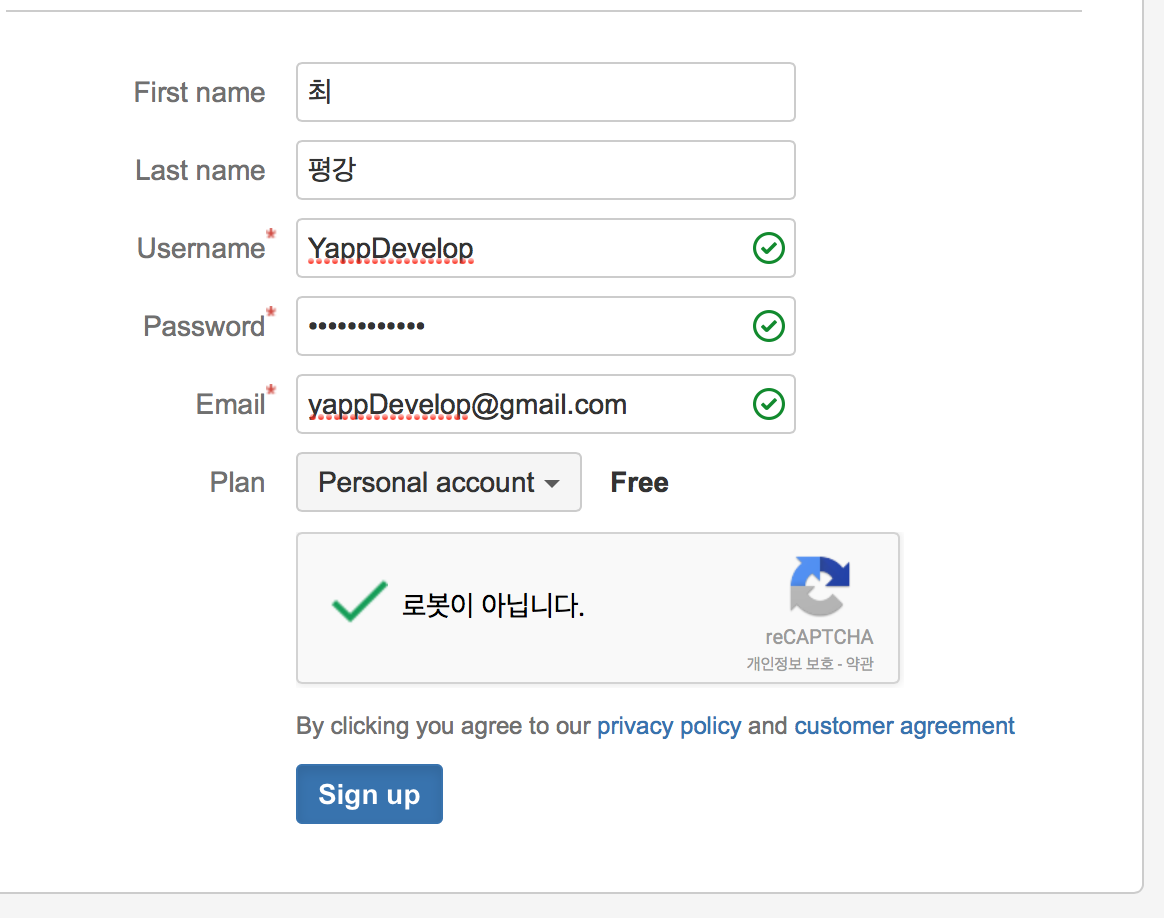 First name 최
Last name 평강
Username* YappDevelop
Password* ••••••••••••
Email* yappDevelop@gmail.com
Plan Personal account Free
로봇이 아닙니다.
reCAPTCHA
개인정보 보호 - 약관
By clicking you agree to our privacy policy and customer agreement
Sign up